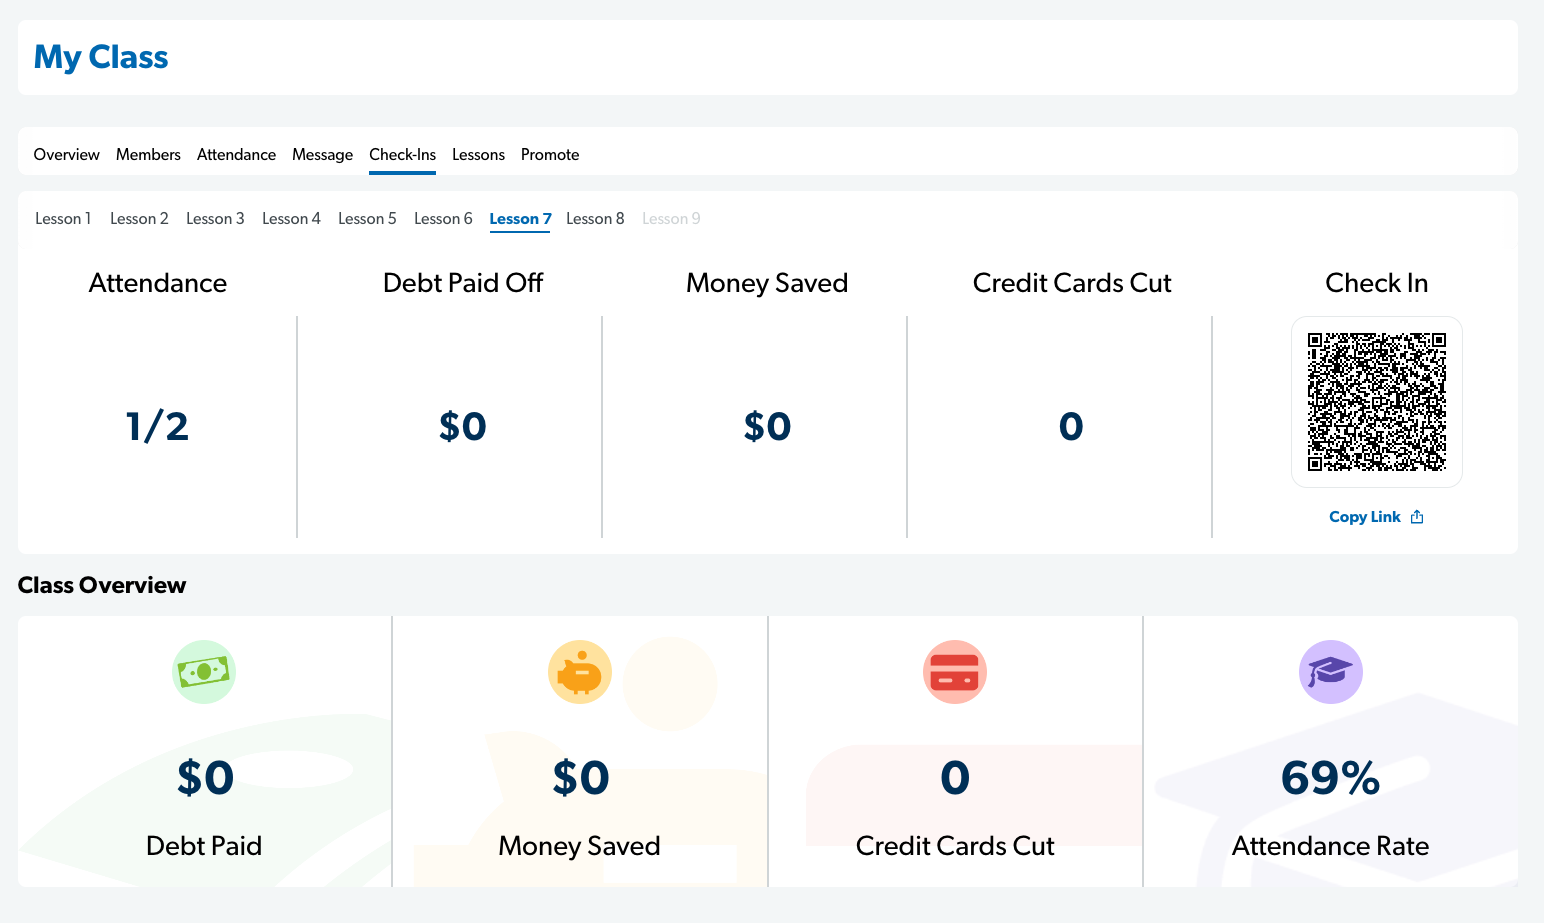 My Class
Overview Members Attendance Message Check-Ins Lessons Promote
Lesson 1 Lesson 2 Lesson 3 Lesson 4 Lesson 5 Lesson 6 Lesson 7 Lesson 8 Lesson 9
Attendance Debt Paid Off Money Saved Credit Cards Cut Check In
1/2 $0 $0 0
Copy Link
Class Overview
$0 $0 0 69%
Debt Paid Money Saved Credit Cards Cut Attendance Rate